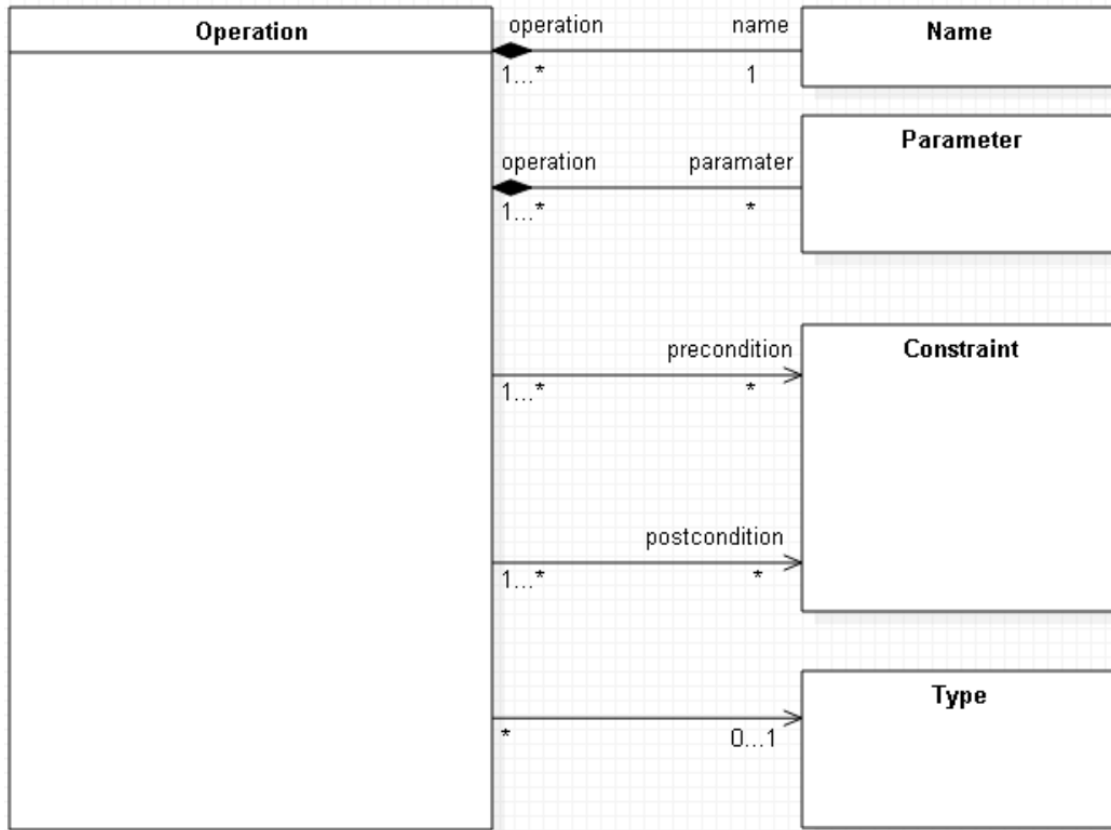 Operation
operation name
Name
1...* 1
Parameter
operation paramater
1...* *
precondition
Constraint
1...* *
postcondition
1...* *
Type
* 0...1